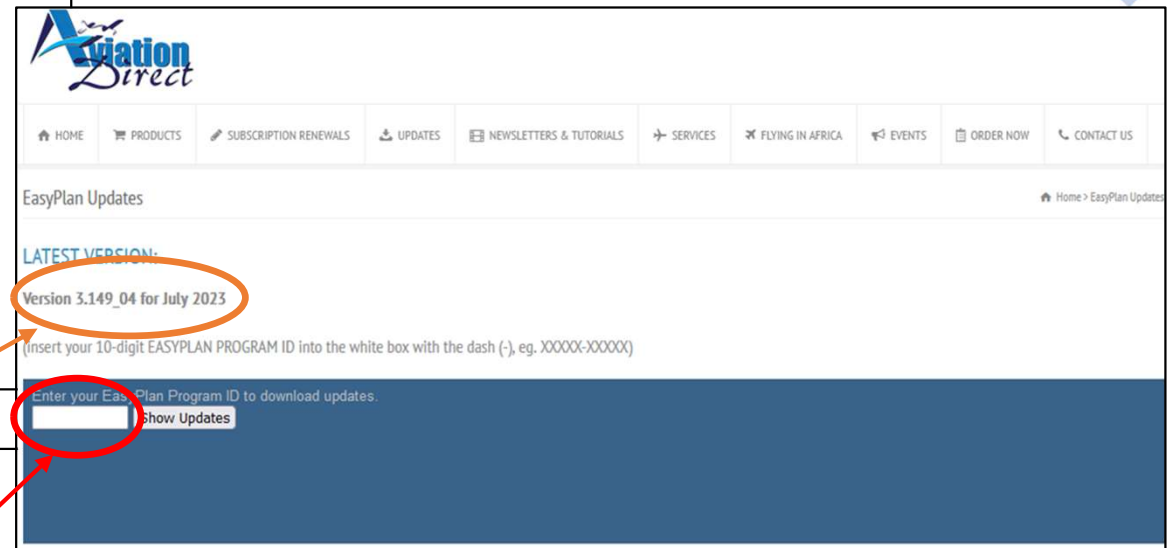 Aviation
Direct
HOME PRODUCTS SUBSCRIPTION RENEWALS UPDATES NEWSLETTERS & TUTORIALS SERVICES FLYING IN AFRICA EVENTS ORDER NOW CONTACT US
EasyPlan Updates Home > EasyPlan Updates
LATEST VERSION:
Version 3.149_04 for July 2023
(insert your 10-digit EASYPLAN PROGRAM ID into the white box with the dash (-), eg. XXXXX-XXXXX)
Enter your EasyPlan Program ID to download updates.
Show Updates